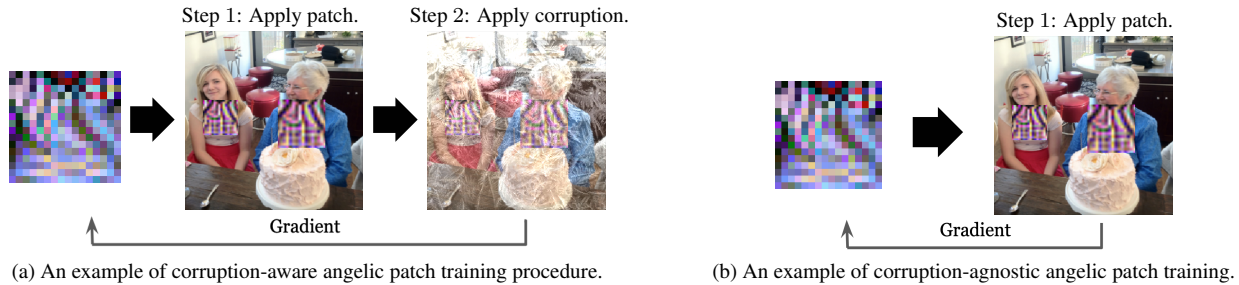 Step 1: Apply patch.
Step 2: Apply corruption.
Gradient
(a) An example of corruption-aware angelic patch training procedure.
Step 1: Apply patch.
Gradient
(b) An example of corruption-agnostic angelic patch training.